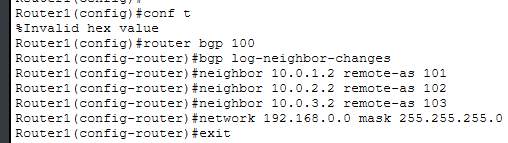 Router1(config)#
Router1(config)#conf t
%Invalid hex value
Router1(config)#router bgp 100
Router1(config-router)#bgp log-neighbor-changes
Router1(config-router)#neighbor 10.0.1.2 remote-as 101
Router1(config-router)#neighbor 10.0.2.2 remote-as 102
Router1(config-router)#neighbor 10.0.3.2 remote-as 103
Router1(config-router)#network 192.168.0.0 mask 255.255.255.0
Router1(config-router)#exit